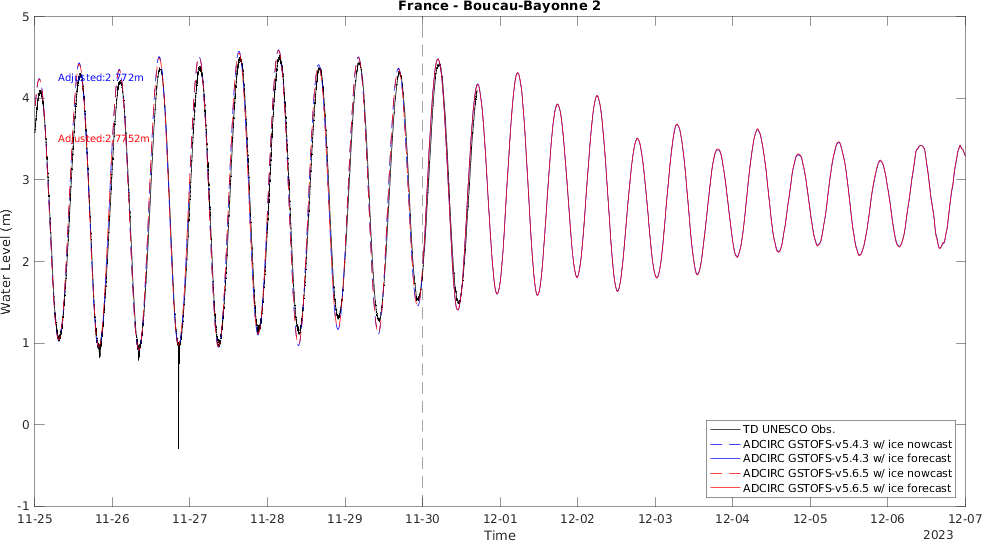 France - Boucau-Bayonne 2
5
4
3
2
1
0
-1
Water Level (m)
Adjusted:2.772m
Adjusted:2.7752m
TD UNESCO Obs.
ADCIRC GSTOFS-v5.4.3 w/ ice nowcast
ADCIRC GSTOFS-v5.4.3 w/ ice forecast
ADCIRC GSTOFS-v5.6.5 w/ ice nowcast
ADCIRC GSTOFS-v5.6.5 w/ ice forecast
11-25 11-26 11-27 11-28 11-29 11-30 12-01 12-02 12-03 12-04 12-05 12-06 12-07
Time
2023